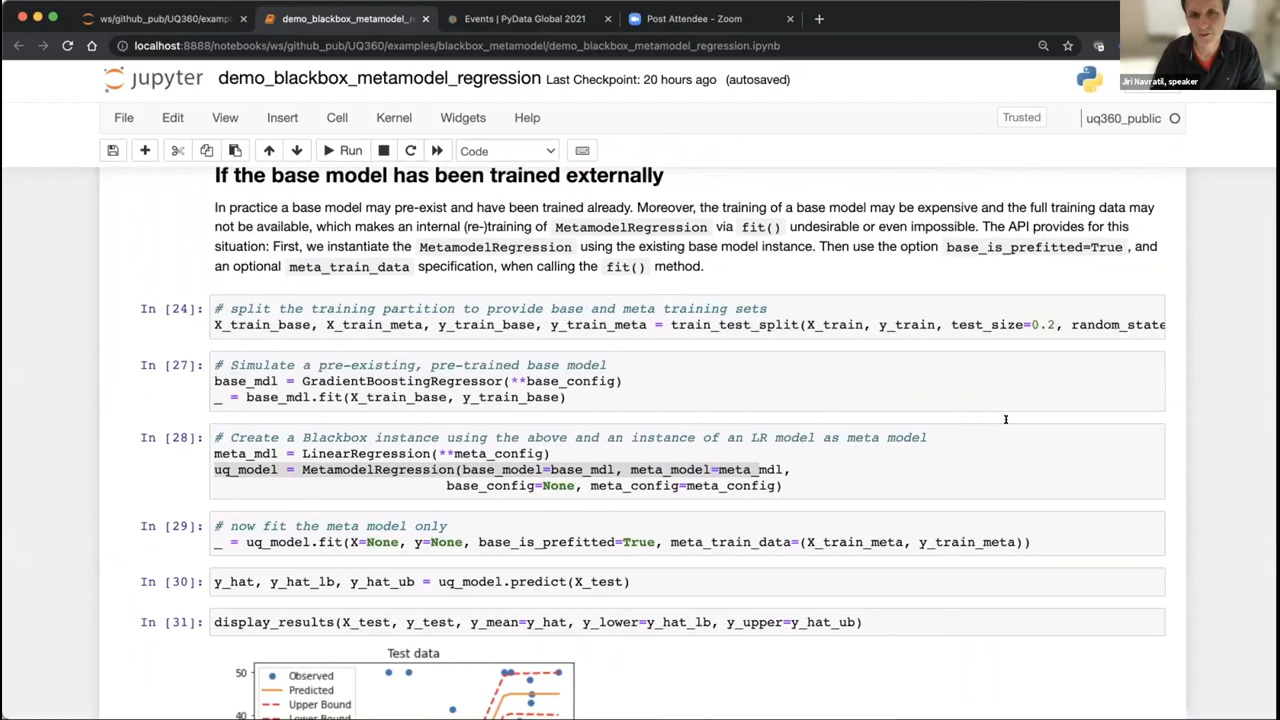 ws/github_pub/UQ360/exampl
demo_blackbox_metamodel_r
Events | PyData Global 2021
Post Attendee - Zoom
localhost:8888/notebooks/ws/github_pub/UQ360/examples/blackbox_metamodel/demo_blackbox_metamodel_regression.ipynb
Jiri Navratil, speaker
jupyter demo_blackbox_metamodel_regression Last Checkpoint: 20 hours ago (autosaved)
File Edit View Insert Cell Kernel Widgets Help Trusted uq360_public
Run Code
If the base model has been trained externally
In practice a base model may pre-exist and have been trained already. Moreover, the training of a base model may be expensive and the full training data may
not be available, which makes an internal (re-)training of MetamodelRegression via fit() undesirable or even impossible. The API provides for this
situation: First, we instantiate the MetamodelRegression using the existing base model instance. Then use the option base_is_prefitted=True, and
an optional meta_train_data specification, when calling the fit() method.
In [24]: # split the training partition to provide base and meta training sets
X_train_base, X_train_meta, y_train_base, y_train_meta = train_test_split(X_train, y_train, test_size=0.2, random_state
In [27]: # Simulate a pre-existing, pre-trained base model
base_mdl = GradientBoostingRegressor(**base_config)
_ = base_mdl.fit(X_train_base, y_train_base)
In [28]: # Create a Blackbox instance using the above and an instance of an LR model as meta model
meta_mdl = LinearRegression(**meta_config)
uq_model = MetamodelRegression(base_model=base_mdl, meta_model=meta_mdl,
base_config=None, meta_config=meta_config)
In [29]: # now fit the meta model only
_ = uq_model.fit(X=None, y=None, base_is_prefitted=True, meta_train_data=(X_train_meta, y_train_meta))
In [30]: y_hat, y_hat_lb, y_hat_ub = uq_model.predict(X_test)
In [31]: display_results(X_test, y_test, y_mean=y_hat, y_lower=y_hat_lb, y_upper=y_hat_ub)
Test data
50
Observed
Predicted
Upper Bound
Lower Bound
40